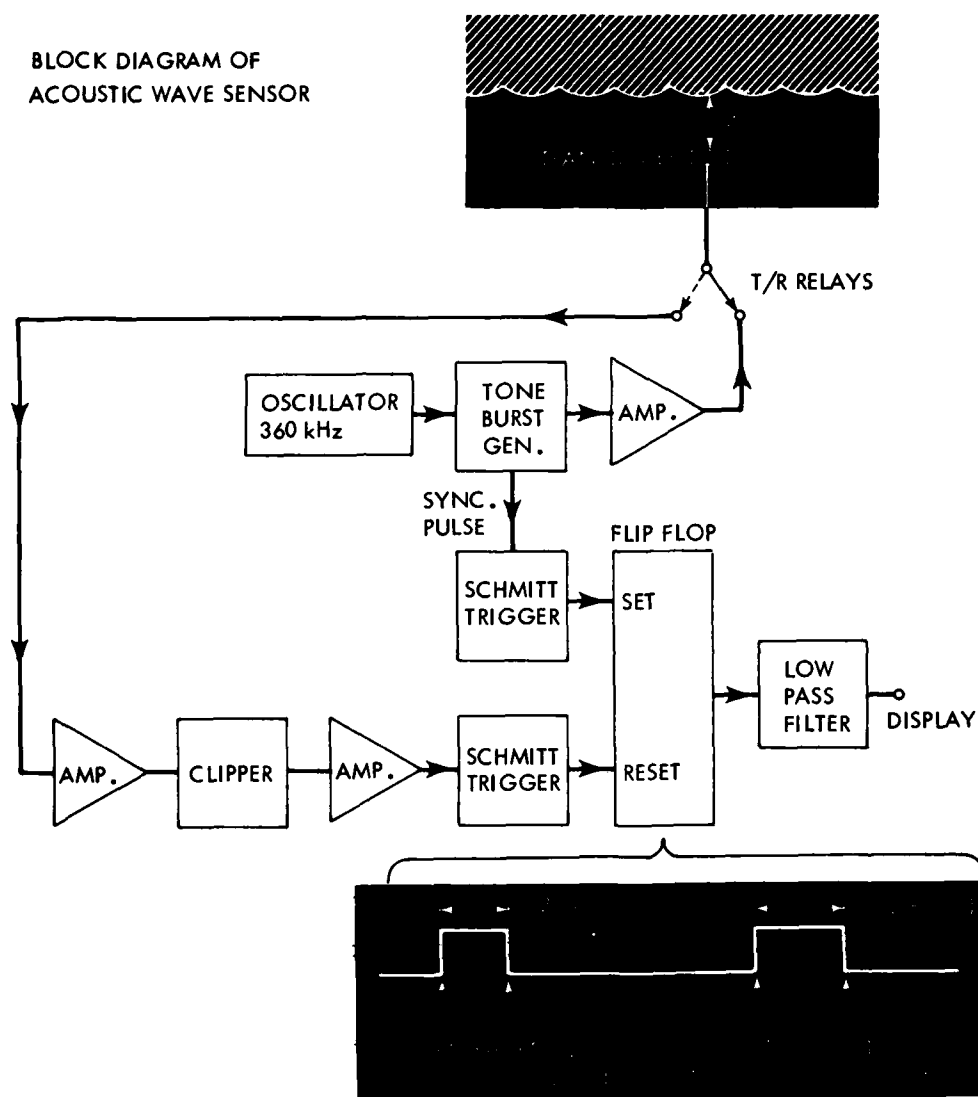 BLOCK DIAGRAM OF
ACOUSTIC WAVE SENSOR
T/R RELAYS
OSCILLATOR
360 kHz
TONE
BURST
GEN.
AMP.
SYNC.
PULSE
FLIP FLOP
SCHMITT
TRIGGER
SET
LOW
PASS
FILTER
DISPLAY
AMP.
CLIPPER
AMP.
SCHMITT
TRIGGER
RESET